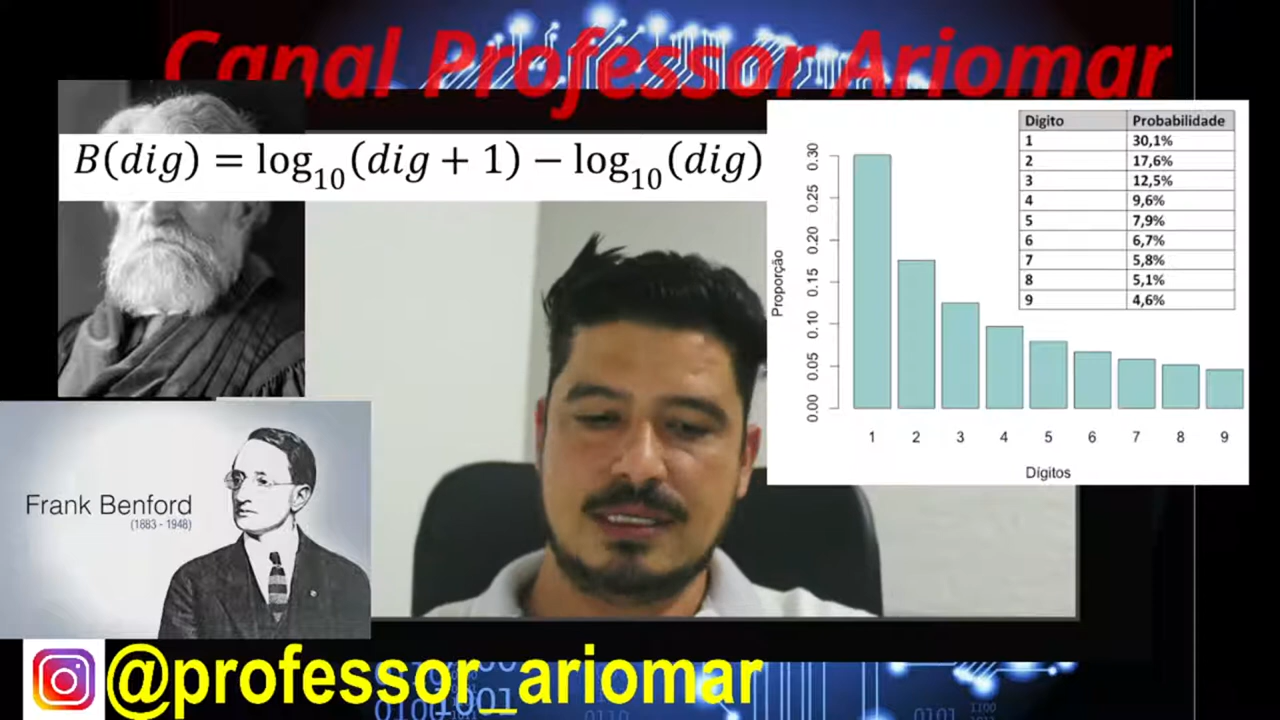 Canal Professor Ariomar
B(dig) = log₁₀(dig + 1) − log₁₀(dig)
Digito Probabilidade
1 30,1%
2 17,6%
3 12,5%
4 9,6%
5 7,9%
6 6,7%
7 5,8%
8 5,1%
9 4,6%
Proporção
0.30
0.25
0.20
0.15
0.10
0.05
0.00
1 2 3 4 5 6 7 8 9
Dígitos
Frank Benford
(1883 - 1948)
@professor_ariomar